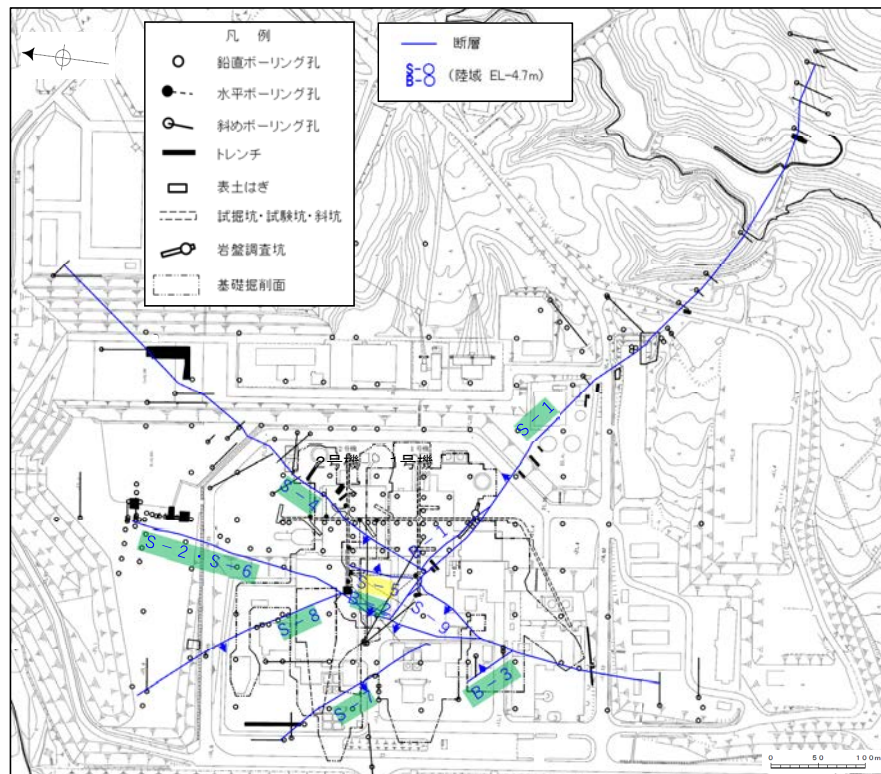 凡 例
鉛直ボーリング孔
水平ボーリング孔
斜めボーリング孔
トレンチ
表土はぎ
試掘坑・試験坑・斜坑
岩盤調査坑
基礎掘削面
断層
S-○
B-○
(陸域 EL-4.7m)
S-1
2号機
1号機
S-4
B-1
S-2・S-6
S-5
B-2
S-8
S-9
B-3
S-7
0 50 100m